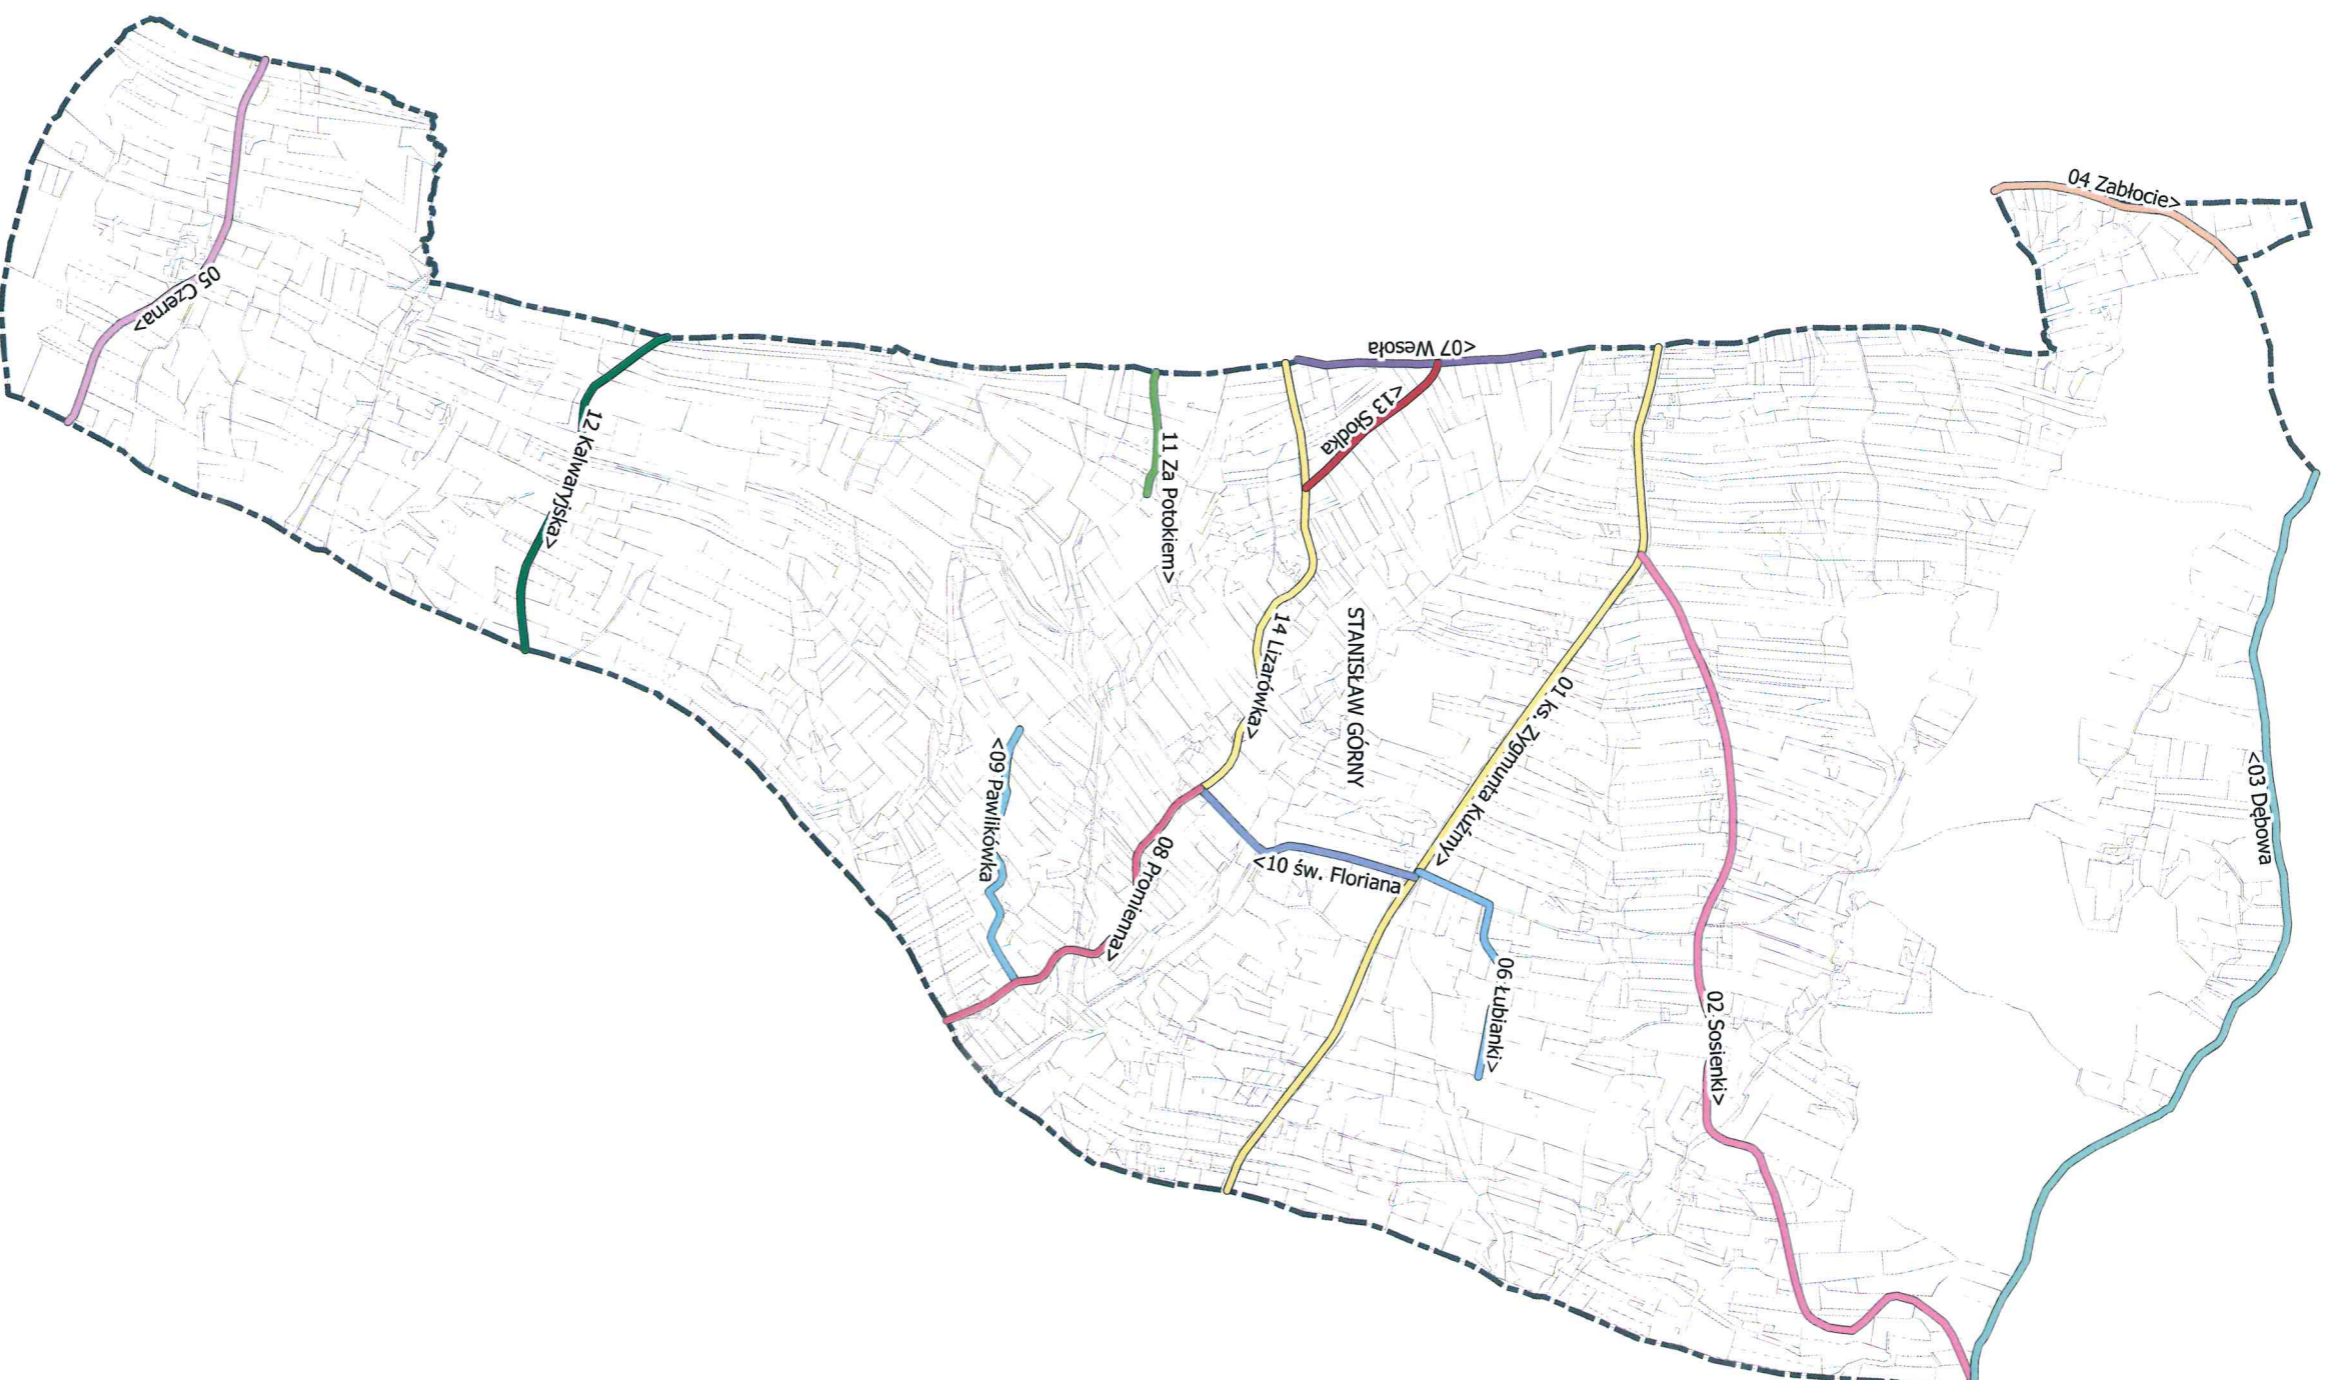 04 Zabłocie>
05 Czerna>
<07 Wesoła
<13 Słodka
12 Kalwaryjska>
11 Za Potokiem>
14 Lizarówka>
STANISŁAW GÓRNY
01 ks. Zygmunta Kuźmy>
<09 Pawlikówka
<03 Dębowa
08 Promienna>
<10 św. Floriana
06 Łubianki>
02 Sosienki>